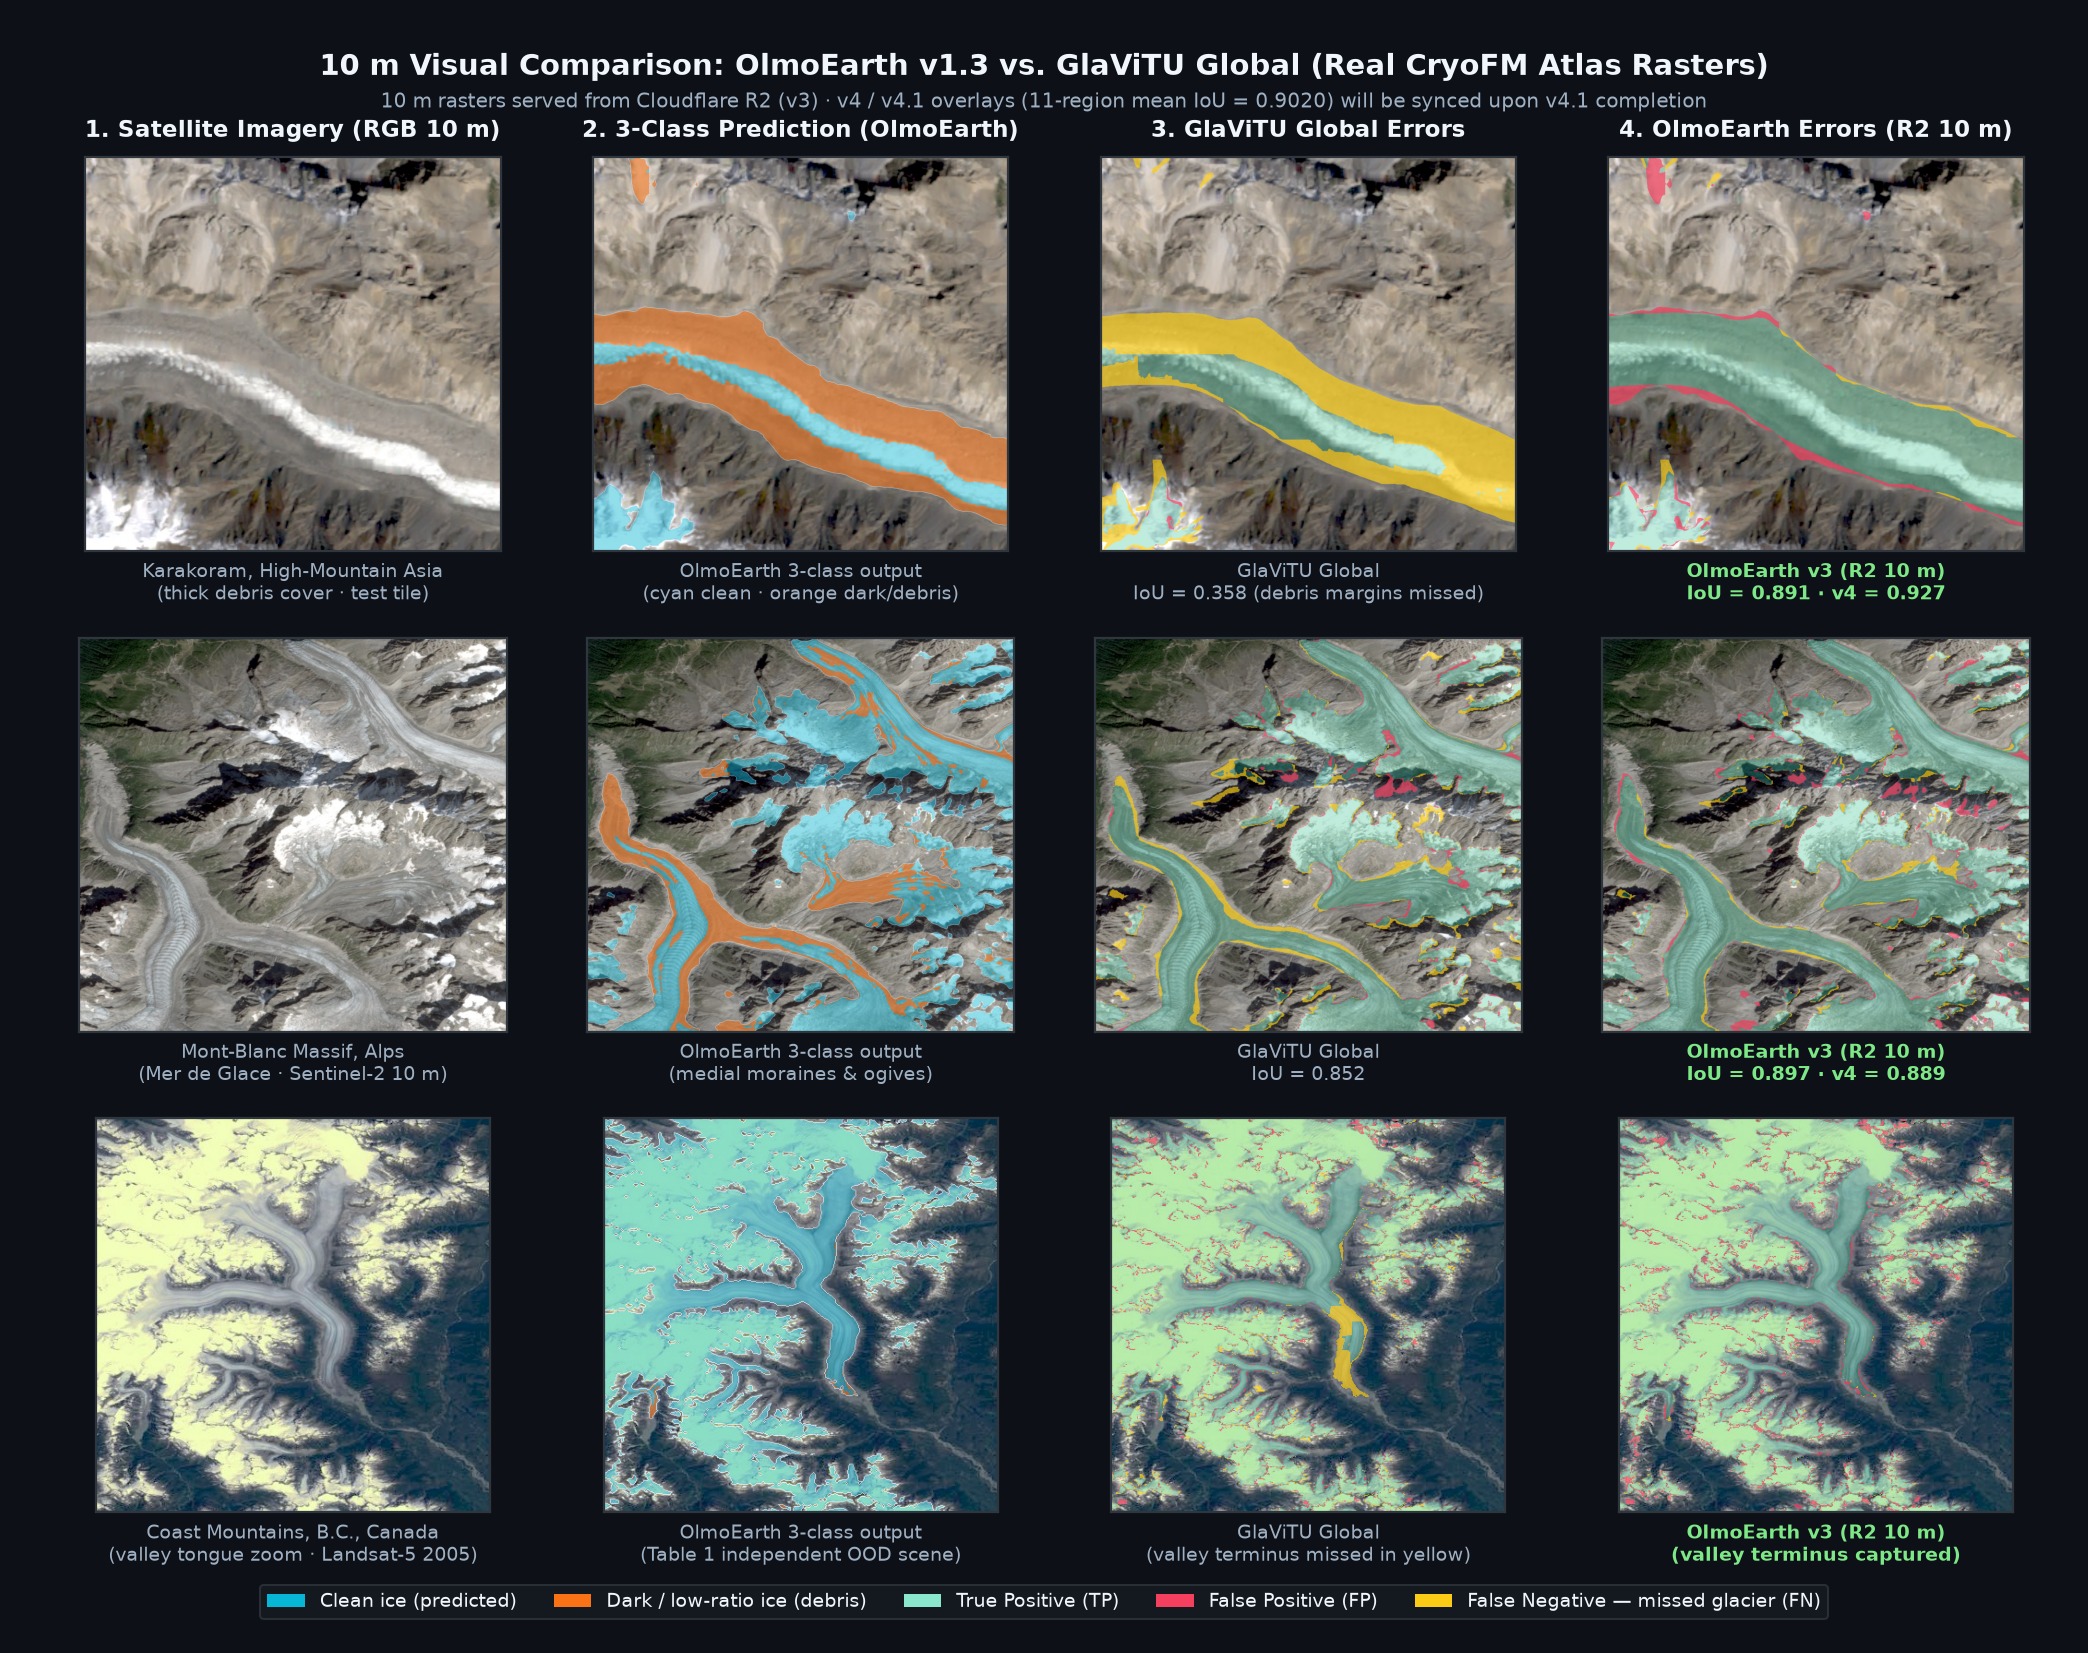 10 m Visual Comparison: OlmoEarth v1.3 vs. GlaViTU Global (Real CryoFM Atlas Rasters)
10 m rasters served from Cloudflare R2 (v3) · v4 / v4.1 overlays (11-region mean IoU = 0.9020) will be synced upon v4.1 completion
1. Satellite Imagery (RGB 10 m)
2. 3-Class Prediction (OlmoEarth)
3. GlaViTU Global Errors
4. OlmoEarth Errors (R2 10 m)
Karakoram, High-Mountain Asia
(thick debris cover · test tile)
OlmoEarth 3-class output
(cyan clean · orange dark/debris)
GlaViTU Global
IoU = 0.358 (debris margins missed)
OlmoEarth v3 (R2 10 m)
IoU = 0.891 · v4 = 0.927
Mont-Blanc Massif, Alps
(Mer de Glace · Sentinel-2 10 m)
OlmoEarth 3-class output
(medial moraines & ogives)
GlaViTU Global
IoU = 0.852
OlmoEarth v3 (R2 10 m)
IoU = 0.897 · v4 = 0.889
Coast Mountains, B.C., Canada
(valley tongue zoom · Landsat-5 2005)
OlmoEarth 3-class output
(Table 1 independent OOD scene)
GlaViTU Global
(valley terminus missed in yellow)
OlmoEarth v3 (R2 10 m)
(valley terminus captured)
Clean ice (predicted)
Dark / low-ratio ice (debris)
True Positive (TP)
False Positive (FP)
False Negative — missed glacier (FN)